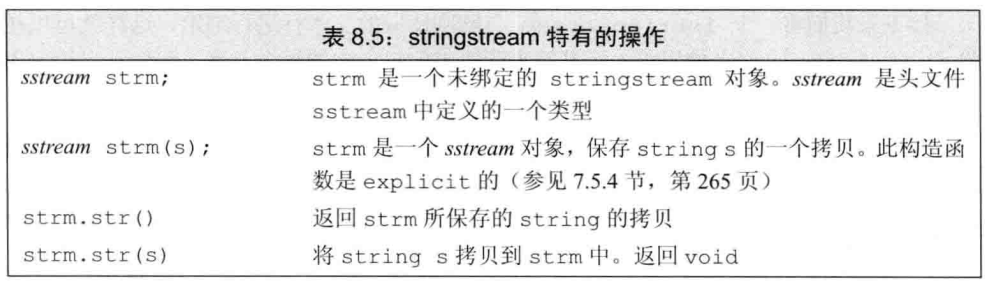 表 8.5：stringstream 特有的操作
sstream strm; strm 是一个未绑定的 stringstream 对象。sstream 是头文件
sstream 中定义的一个类型
sstream strm(s); strm 是一个 sstream 对象，保存 string s 的一个拷贝。此构造函
数是 explicit 的（参见 7.5.4 节，第 265 页）
strm.str() 返回 strm 所保存的 string 的拷贝
strm.str(s) 将 string s 拷贝到 strm 中。返回 void